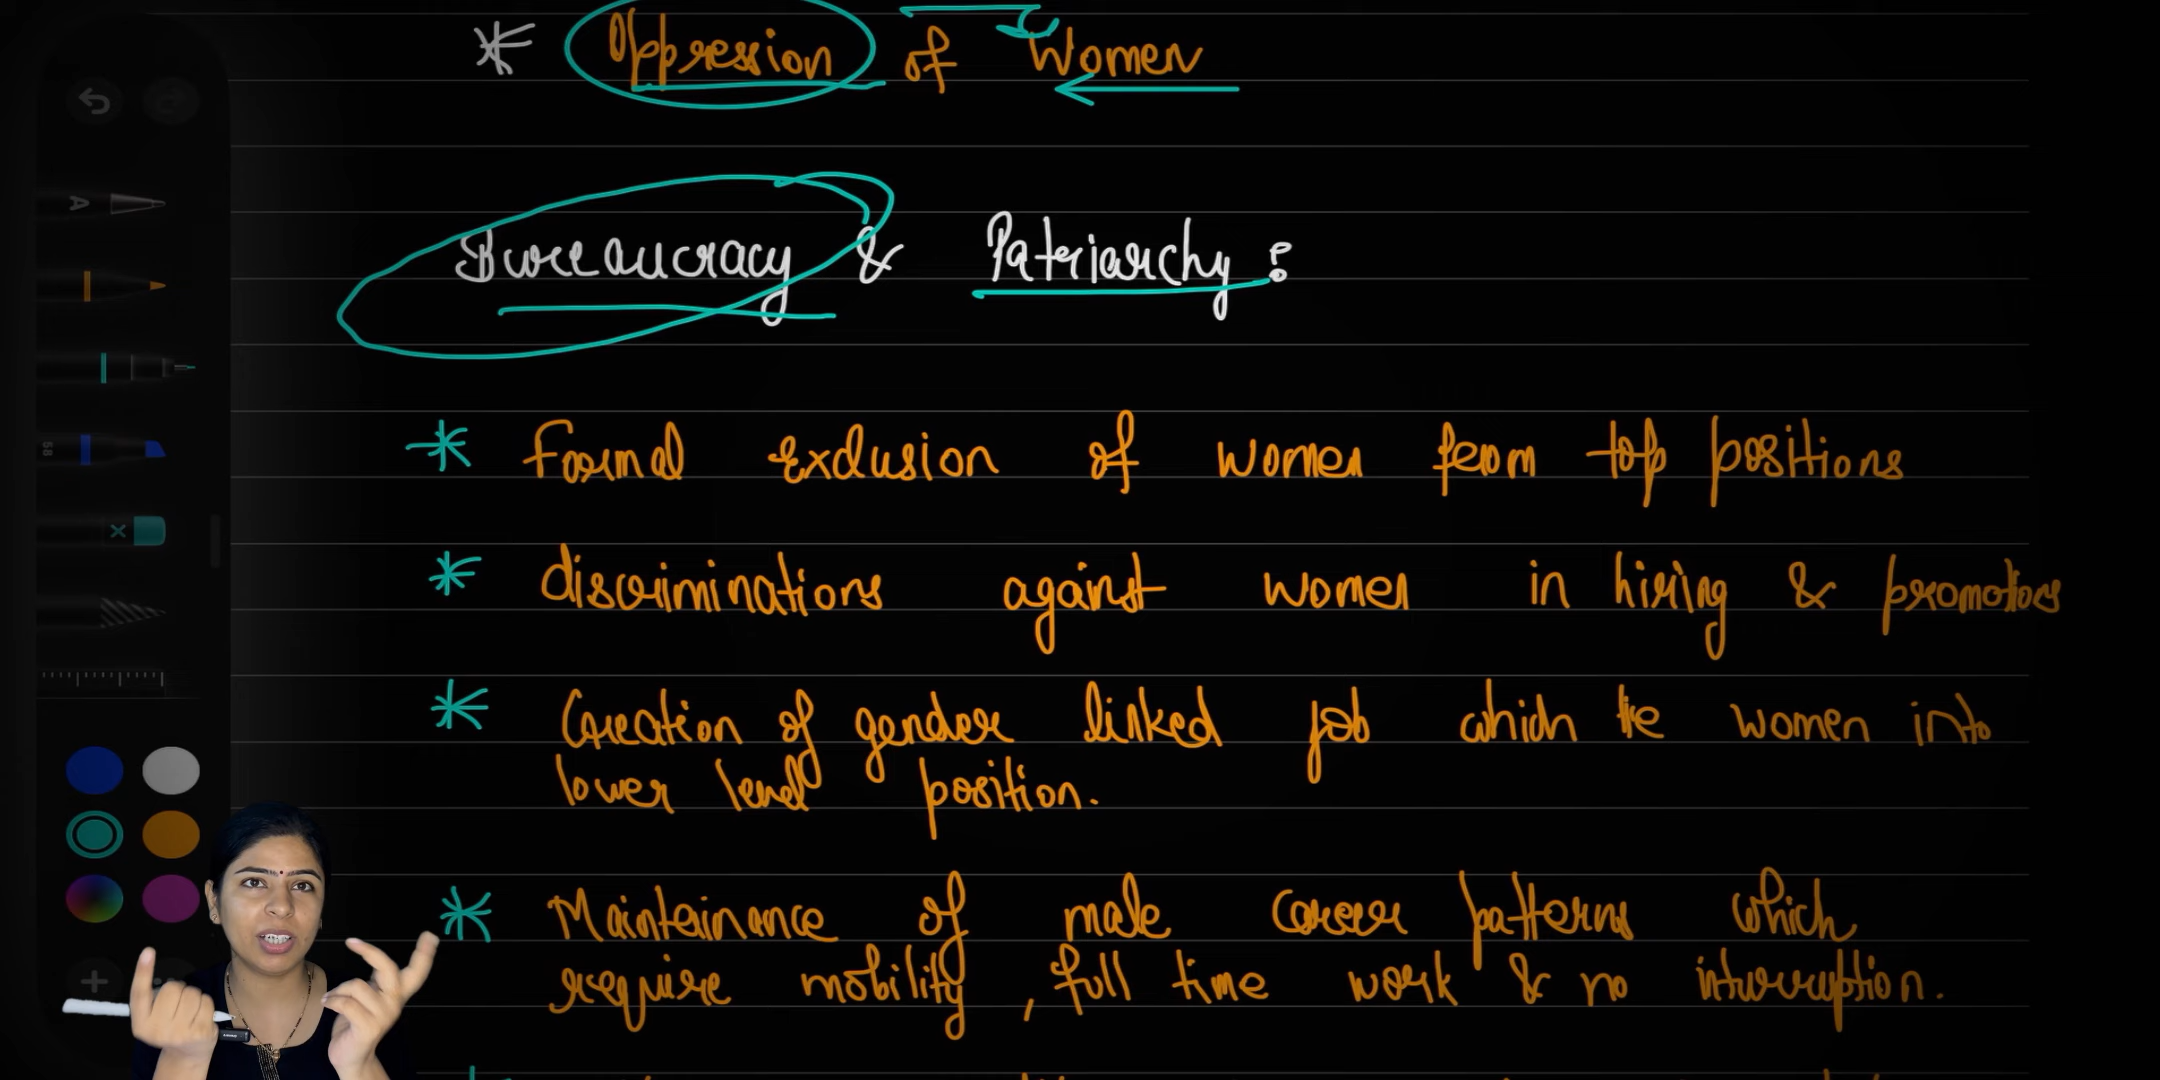 * Oppression of Women
Bureaucracy & Patriarchy :
* Formal exclusion of women from top positions
* discriminations against women in hiring & promotions
* Creation of gender linked job which tie women into
lower level position.
* Maintainance of male career patterns which
require mobility, full time work & no interruption.